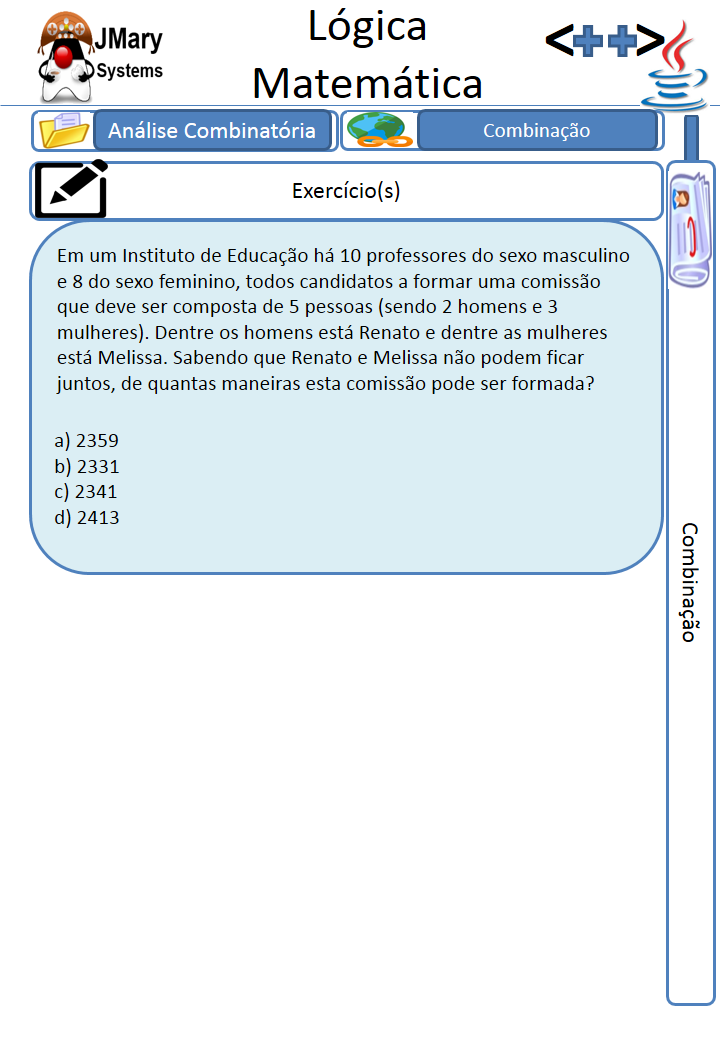 JMary
Systems
Lógica
Matemática
<++>
Análise Combinatória
Combinação
Exercício(s)
Em um Instituto de Educação há 10 professores do sexo masculino
e 8 do sexo feminino, todos candidatos a formar uma comissão
que deve ser composta de 5 pessoas (sendo 2 homens e 3
mulheres). Dentre os homens está Renato e dentre as mulheres
está Melissa. Sabendo que Renato e Melissa não podem ficar
juntos, de quantas maneiras esta comissão pode ser formada?
a) 2359
b) 2331
c) 2341
d) 2413
Combinação